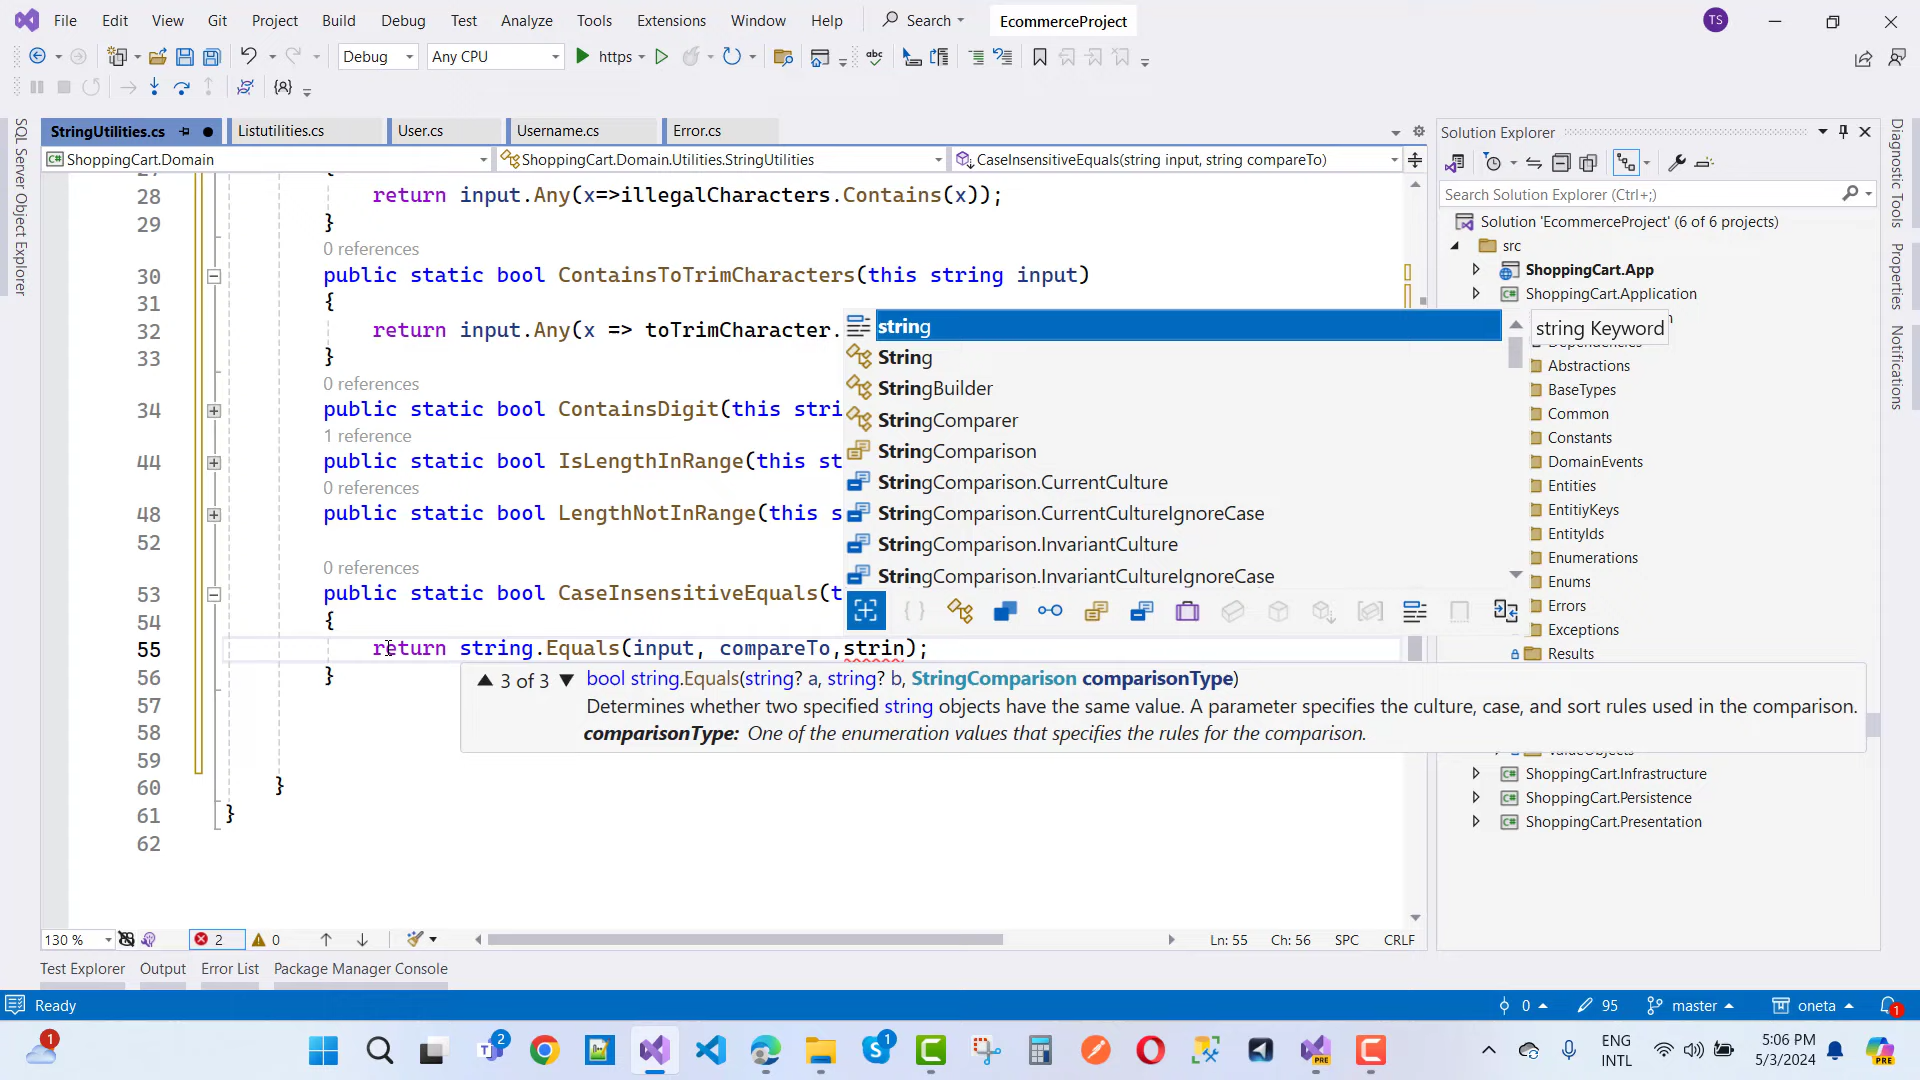 File Edit View Git Project Build Debug Test Analyze Tools Extensions Window Help Search EcommerceProject TS
Debug Any CPU https
StringUtilities.cs Listutilities.cs User.cs Username.cs Error.cs
ShoppingCart.Domain ShoppingCart.Domain.Utilities.StringUtilities CaseInsensitiveEquals(string input, string compareTo)
SQL Server Object Explorer
28 return input.Any(x=>illegalCharacters.Contains(x));
29 }
0 references
30 public static bool ContainsToTrimCharacters(this string input)
31 {
32 return input.Any(x => toTrimCharacter.
33 }
0 references
34 public static bool ContainsDigit(this stri
1 reference
44 public static bool IsLengthInRange(this st
0 references
48 public static bool LengthNotInRange(this s
52
0 references
53 public static bool CaseInsensitiveEquals(t
54 {
55 return string.Equals(input, compareTo,strin);
56 }
57
58
59
60 }
61 }
62
string
String
StringBuilder
StringComparer
StringComparison
StringComparison.CurrentCulture
StringComparison.CurrentCultureIgnoreCase
StringComparison.InvariantCulture
StringComparison.InvariantCultureIgnoreCase
string Keyword
3 of 3 bool string.Equals(string? a, string? b, StringComparison comparisonType)
Determines whether two specified string objects have the same value. A parameter specifies the culture, case, and sort rules used in the comparison.
comparisonType: One of the enumeration values that specifies the rules for the comparison.
Solution Explorer
Search Solution Explorer (Ctrl+;)
Solution 'EcommerceProject' (6 of 6 projects)
src
ShoppingCart.App
ShoppingCart.Application
Abstractions
BaseTypes
Common
Constants
DomainEvents
Entities
EntitiyKeys
EntityIds
Enumerations
Enums
Errors
Exceptions
Results
ShoppingCart.Infrastructure
ShoppingCart.Persistence
ShoppingCart.Presentation
Diagnostic Tools
Properties
Notifications
130 % 2 0 Ln: 55 Ch: 56 SPC CRLF
Test Explorer Output Error List Package Manager Console
Ready 0 95 master oneta 1
1 2 1 PRE ENG INTL 5:06 PM 5/3/2024 PRE